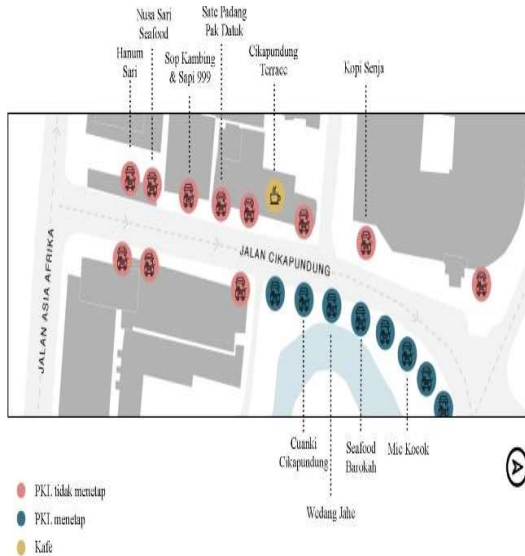 Nusa Sari
Seafood
Hanum
Sari
Sop Kambing
& Sapi 999
Sate Padang
Pak Datuk
Cikapundung
Terrace
Kopi Senja
JALAN ASIA AFRIKA
JALAN CIKAPUNDUNG
Cuanki
Cikapundung
Wedang Jahe
Seafood
Barokah
Mie Kocok
A
PKL tidak menetap
PKL menetap
Kafe